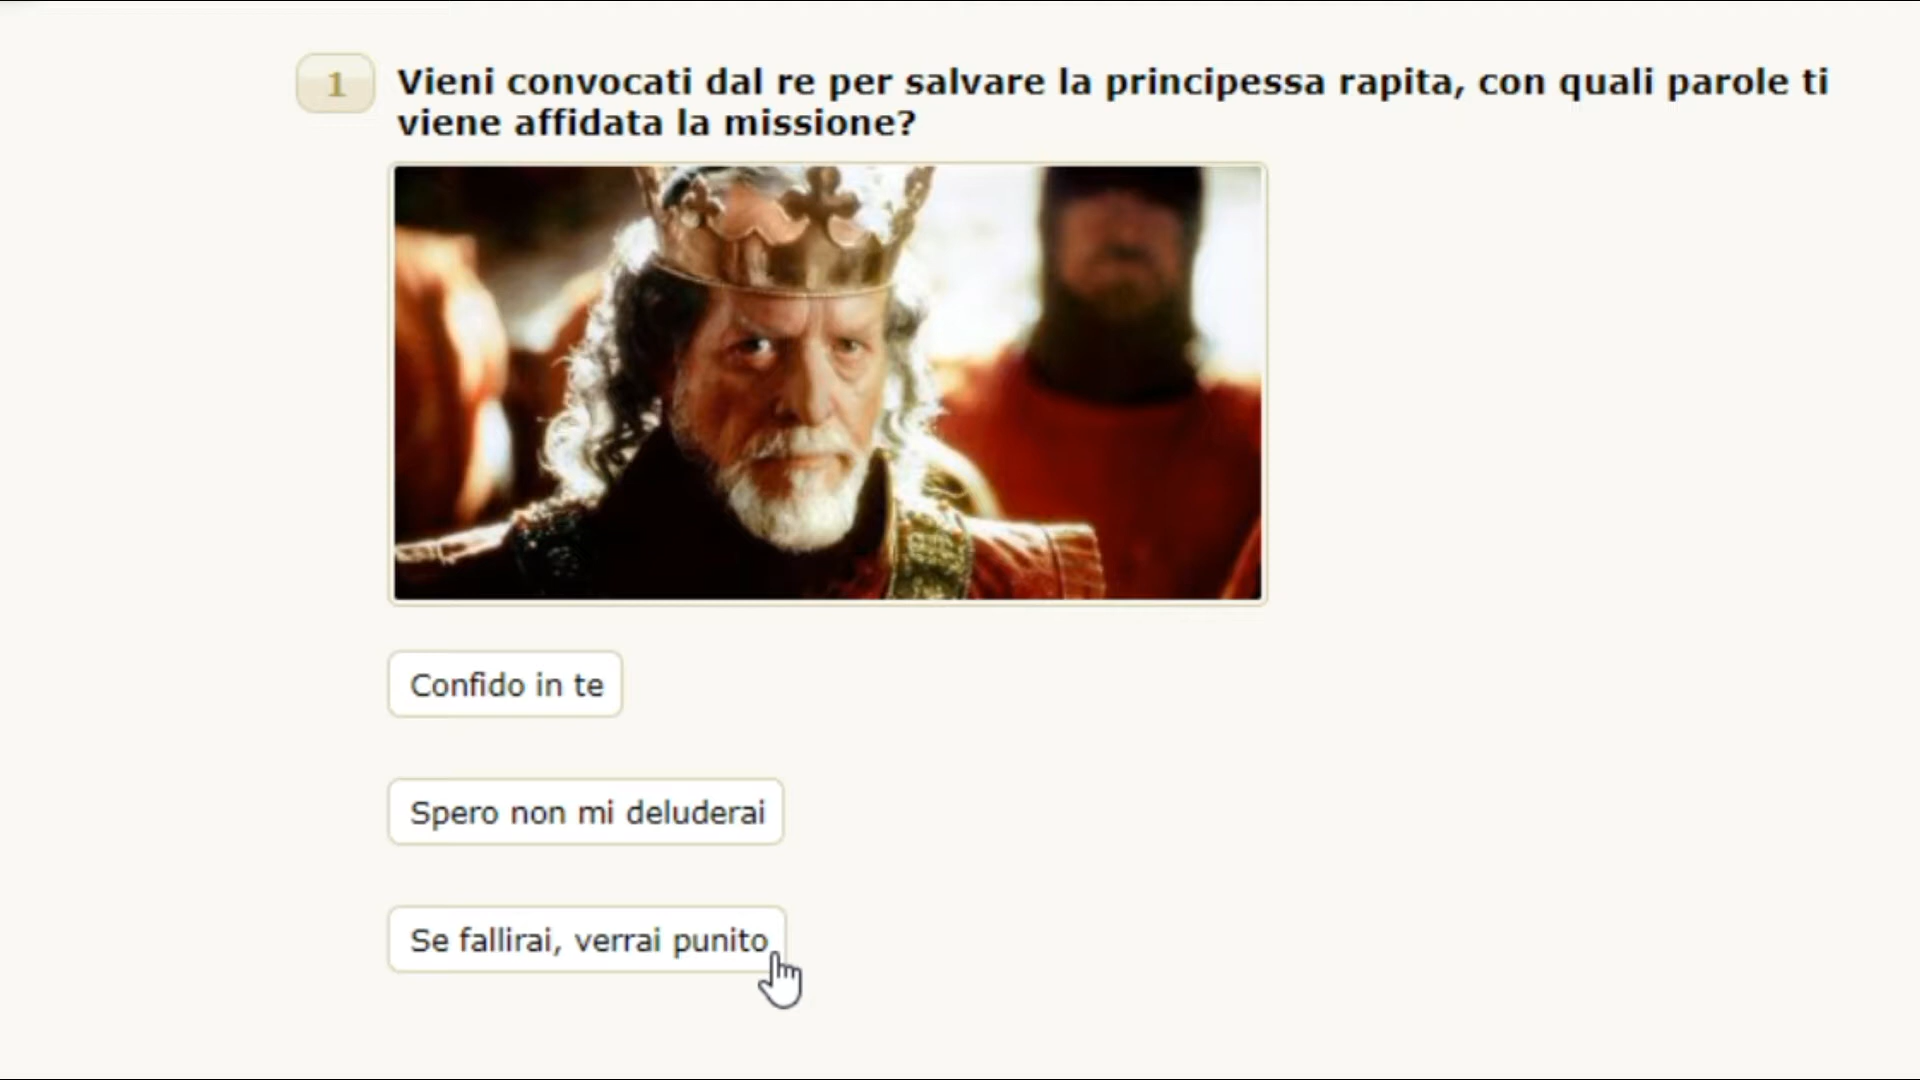 1
Vieni convocati dal re per salvare la principessa rapita, con quali parole ti
viene affidata la missione?
Confido in te
Spero non mi deluderai
Se fallirai, verrai punito